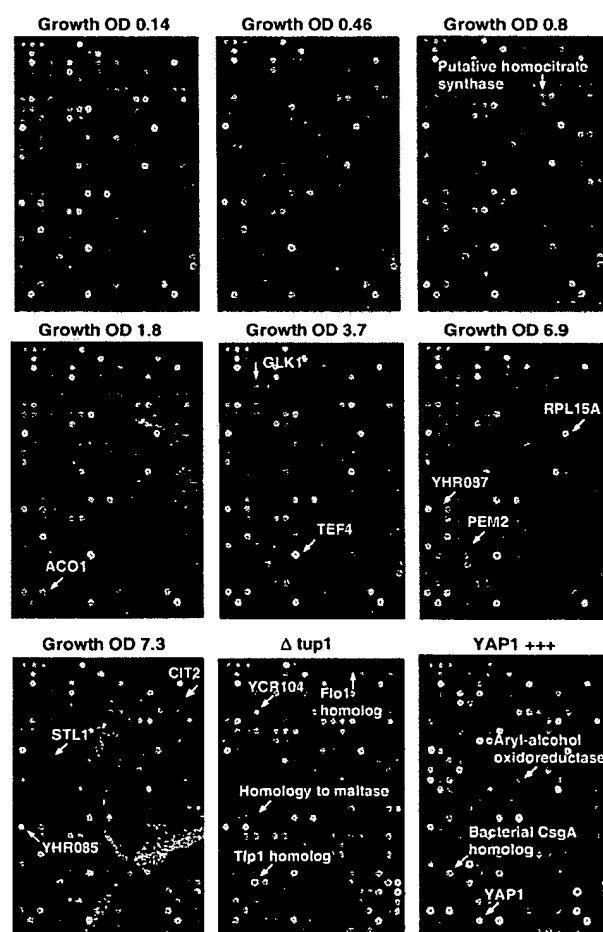 Growth OD 0.14
Growth OD 0.46
Growth OD 0.8
Putative homocitrate
synthase
Growth OD 1.8
Growth OD 3.7
Growth OD 6.9
GLK1
RPL15A
YHR087
PEM2
TEF4
ACO1
Growth OD 7.3
Δ tup1
YAP1 +++
CIT2
YCR104
Flo1
homolog
STL1
Aryl-alcohol
oxidoreductase
Homology to maltase
YHR085
Bacterial CsgA
homolog
Tfp1 homolog
YAP1